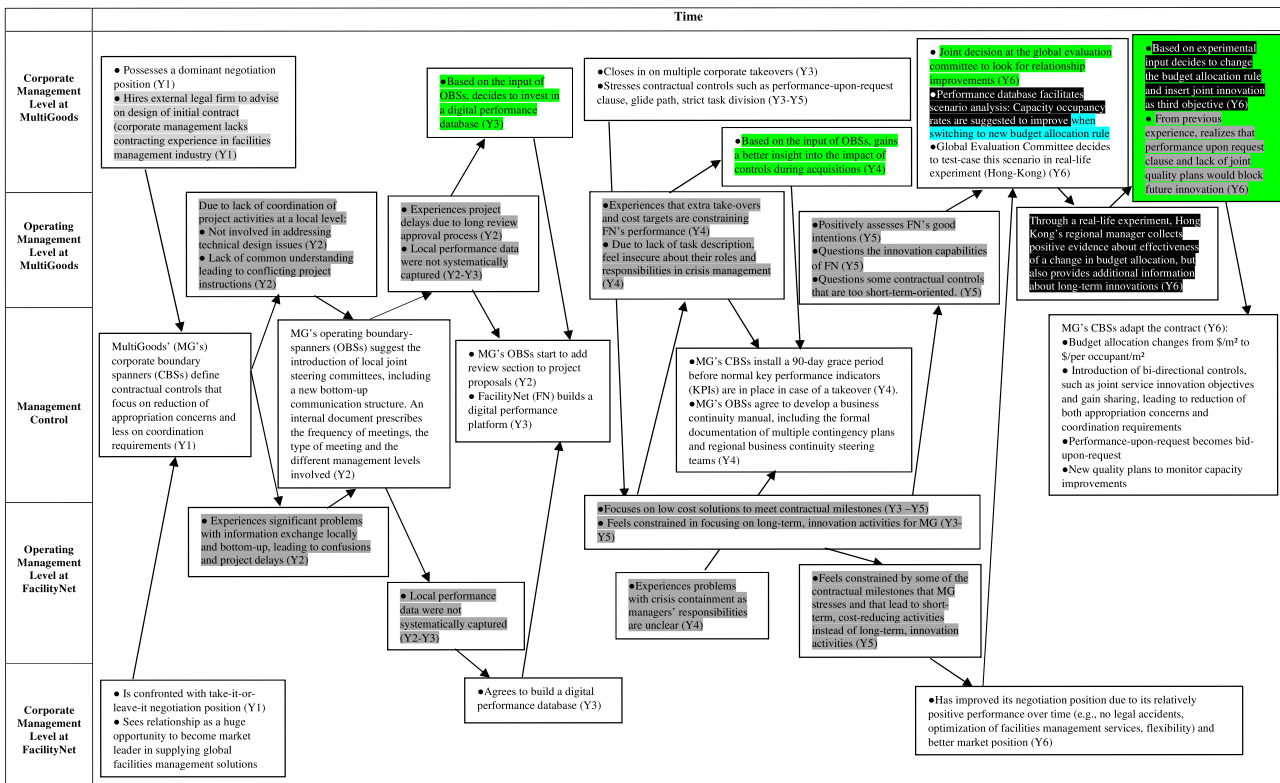 Time
Corporate
Management
Level at
MultiGoods
● Possesses a dominant negotiation
position (Y1)
● Hires external legal firm to advise
on design of initial contract
(corporate management lacks
contracting experience in facilities
management industry (Y1)
●Based on the input of
OBSs, decides to invest in
a digital performance
database (Y3)
●Closes in on multiple corporate takeovers (Y3)
●Stresses contractual controls such as performance-upon-request
clause, glide path, strict task division (Y3-Y5)
●Based on the input of OBSs, gains
a better insight into the impact of
controls during acquisitions (Y4)
● Joint decision at the global evaluation
committee to look for relationship
improvements (Y6)
●Performance database facilitates
scenario analysis: Capacity occupancy
rates are suggested to improve when
switching to new budget allocation rule
●Global Evaluation Committee decides
to test-case this scenario in real-life
experiment (Hong-Kong) (Y6)
●Based on experimental
input decides to change
the budget allocation rule
and insert joint innovation
as third objective (Y6)
● From previous
experience, realizes that
performance upon request
clause and lack of joint
quality plans would block
future innovation (Y6)
Operating
Management
Level at
MultiGoods
Due to lack of coordination of
project activities at a local level:
● Not involved in addressing
technical design issues (Y2)
● Lack of common understanding
leading to conflicting project
instructions (Y2)
● Experiences project
delays due to long review
approval process (Y2)
● Local performance data
were not systematically
captured (Y2-Y3)
●Experiences that extra take-overs
and cost targets are constraining
FN's performance (Y4)
● Due to lack of task description,
feel insecure about their roles and
responsibilities in crisis management
(Y4)
●Positively assesses FN's good
intentions (Y5)
●Questions the innovation capabilities
of FN (Y5)
●Questions some contractual controls
that are too short-term-oriented. (Y5)
Through a real-life experiment, Hong
Kong's regional manager collects
positive evidence about effectiveness
of a change in budget allocation, but
also provides additional information
about long-term innovations (Y6)
Management
Control
MultiGoods' (MG's)
corporate boundary
spanners (CBSs) define
contractual controls that
focus on reduction of
appropriation concerns and
less on coordination
requirements (Y1)
MG's operating boundary-
spanners (OBSs) suggest the
introduction of local joint
steering committees, including
a new bottom-up
communication structure. An
internal document prescribes
the frequency of meetings, the
type of meeting and the
different management levels
involved (Y2)
● MG's OBSs start to add
review section to project
proposals (Y2)
● FacilityNet (FN) builds a
digital performance
platform (Y3)
●MG's CBSs install a 90-day grace period
before normal key performance indicators
(KPIs) are in place in case of a takeover (Y4).
●MG's OBSs agree to develop a business
continuity manual, including the formal
documentation of multiple contingency plans
and regional business continuity steering
teams (Y4)
MG's CBSs adapt the contract (Y6):
●Budget allocation changes from $/m² to
$/per occupant/m²
● Introduction of bi-directional controls,
such as joint service innovation objectives
and gain sharing, leading to reduction of
both appropriation concerns and
coordination requirements
●Performance-upon-request becomes bid-
upon-request
●New quality plans to monitor capacity
improvements
Operating
Management
Level at
FacilityNet
● Experiences significant problems
with information exchange locally
and bottom-up, leading to confusions
and project delays (Y2)
● Local performance
data were not
systematically captured
(Y2-Y3)
●Focuses on low cost solutions to meet contractual milestones (Y3 –Y5)
● Feels constrained in focusing on long-term, innovation activities for MG (Y3-
Y5)
●Experiences problems
with crisis containment as
managers' responsibilities
are unclear (Y4)
●Feels constrained by some of the
contractual milestones that MG
stresses and that lead to short-
term, cost-reducing activities
instead of long-term, innovation
activities (Y5)
Corporate
Management
Level at
FacilityNet
● Is confronted with take-it-or-
leave-it negotiation position (Y1)
● Sees relationship as a huge
opportunity to become market
leader in supplying global
facilities management solutions
●Agrees to build a digital
performance database (Y3)
●Has improved its negotiation position due to its relatively
positive performance over time (e.g., no legal accidents,
optimization of facilities management services, flexibility) and
better market position (Y6)